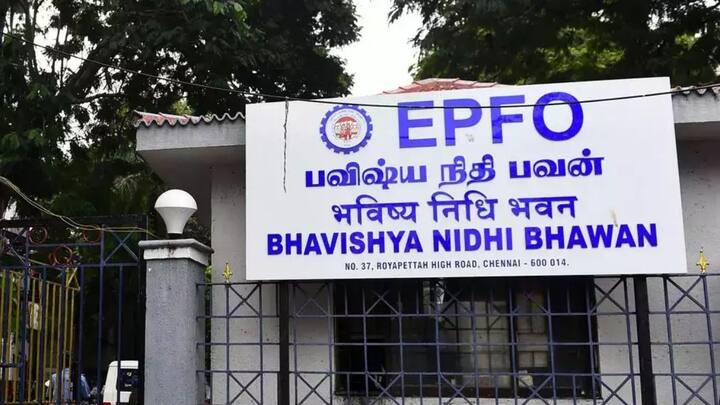 EPFO
பவிஷ்ய நிதி பவன்
भविष्य निधि भवन
BHAVISHYA NIDHI BHAWAN
NO. 37, ROYAPETTAH HIGH ROAD, CHENNAI - 600 014.